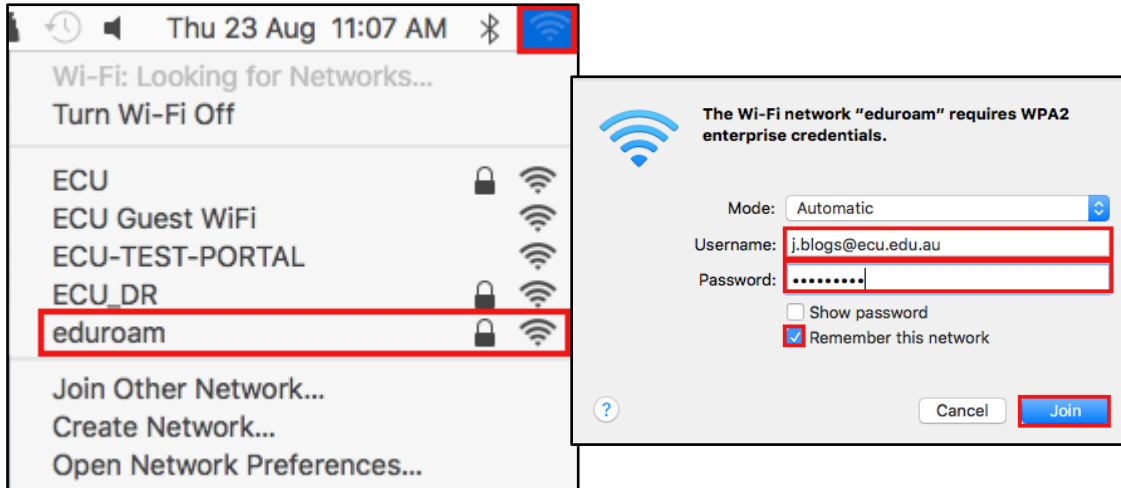 Thu 23 Aug 11:07 AM
Wi-Fi: Looking for Networks...
Turn Wi-Fi Off
ECU
ECU Guest WiFi
ECU-TEST-PORTAL
ECU_DR
eduroam
Join Other Network...
Create Network...
Open Network Preferences...
The Wi-Fi network “eduroam” requires WPA2
enterprise credentials.
Mode: Automatic
Username: j.blogs@ecu.edu.au
Password: •••••••••
Show password
Remember this network
? Cancel Join